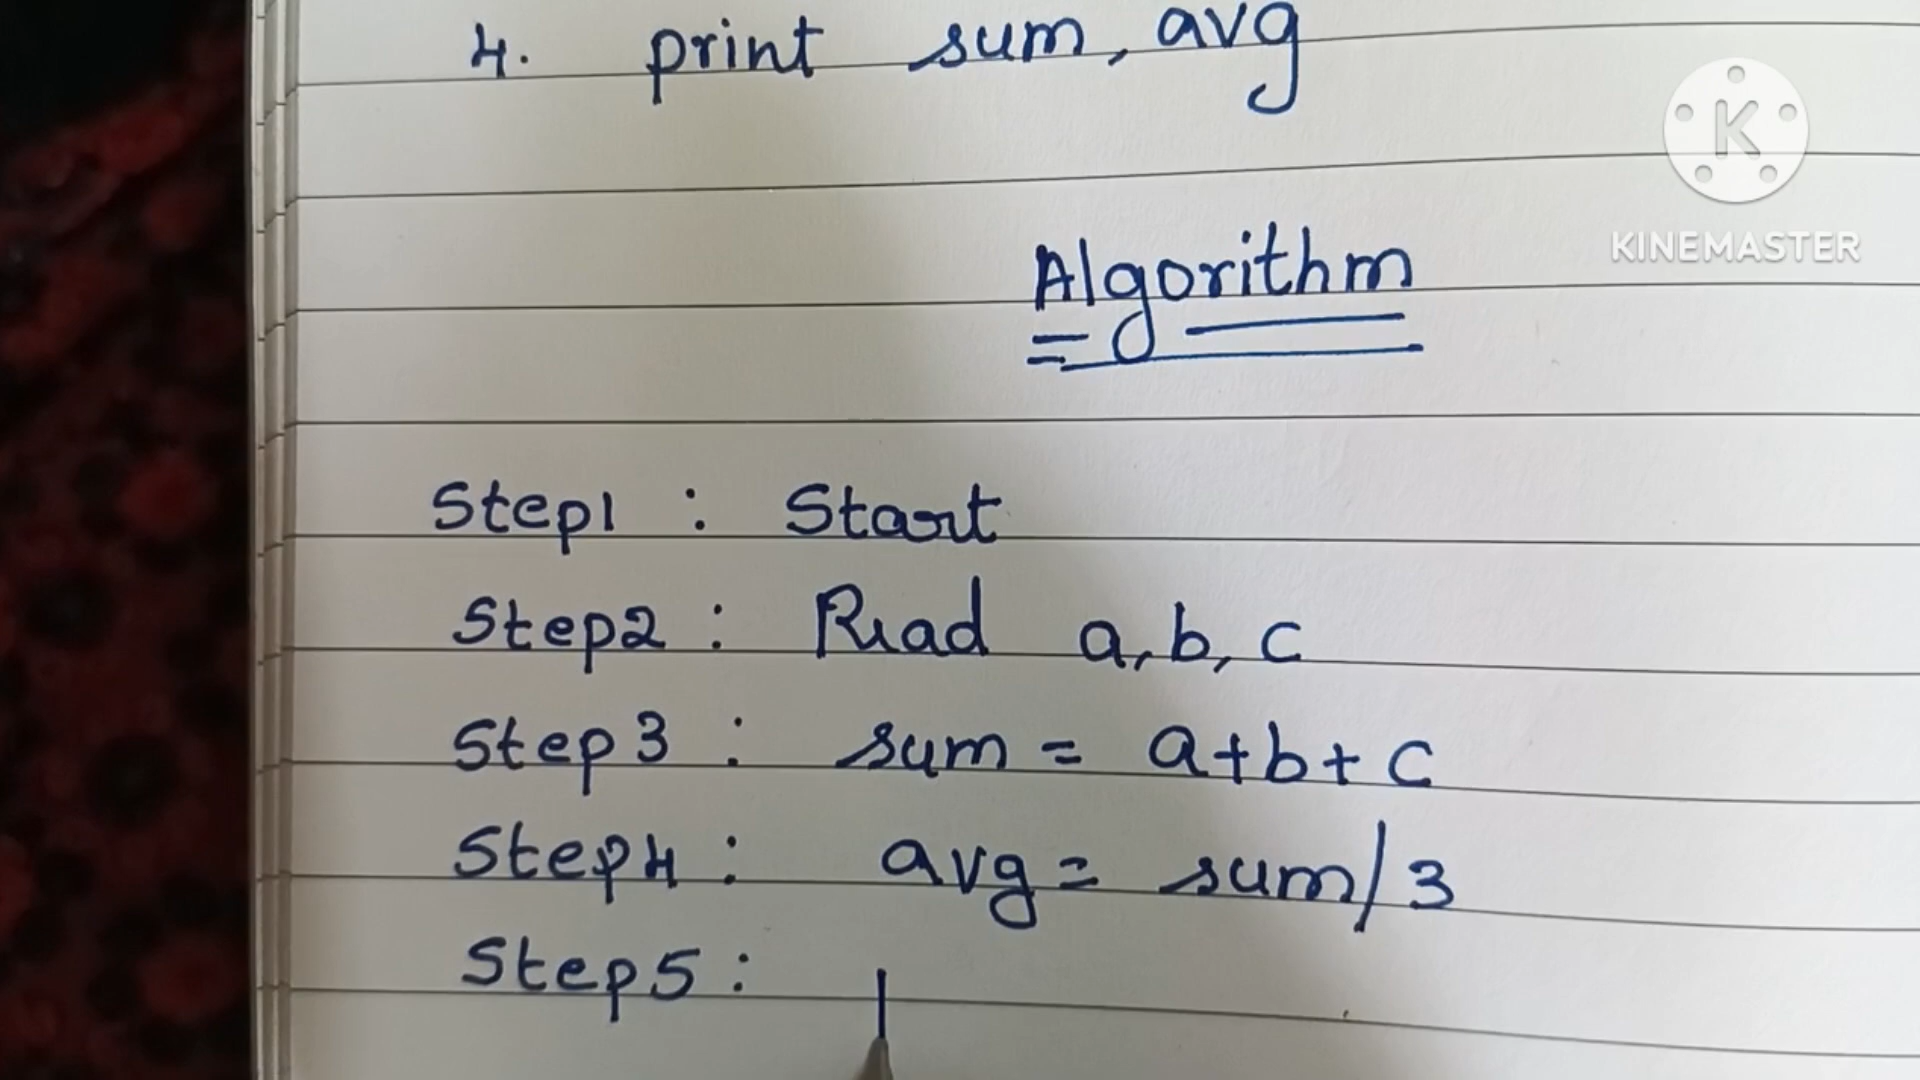 4. print sum, avg
K
KINEMASTER
Algorithm
Step1 : Start
Step2 : Read a, b, c
Step3 : sum = a+b+c
Step4 : avg = sum/3
Step5 :